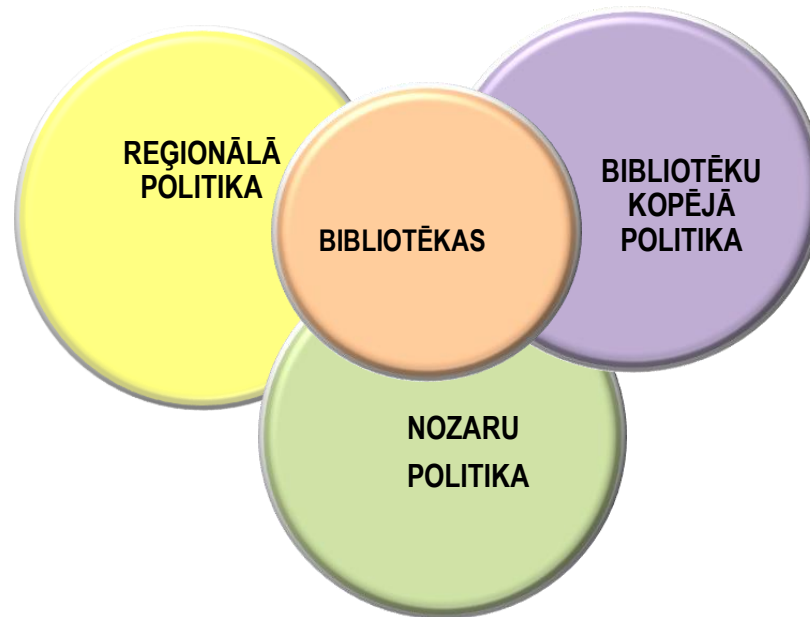 REĢIONĀLĀ
POLITIKA
BIBLIOTĒKAS
BIBLIOTĒKU
KOPĒJĀ
POLITIKA
NOZARU
POLITIKA